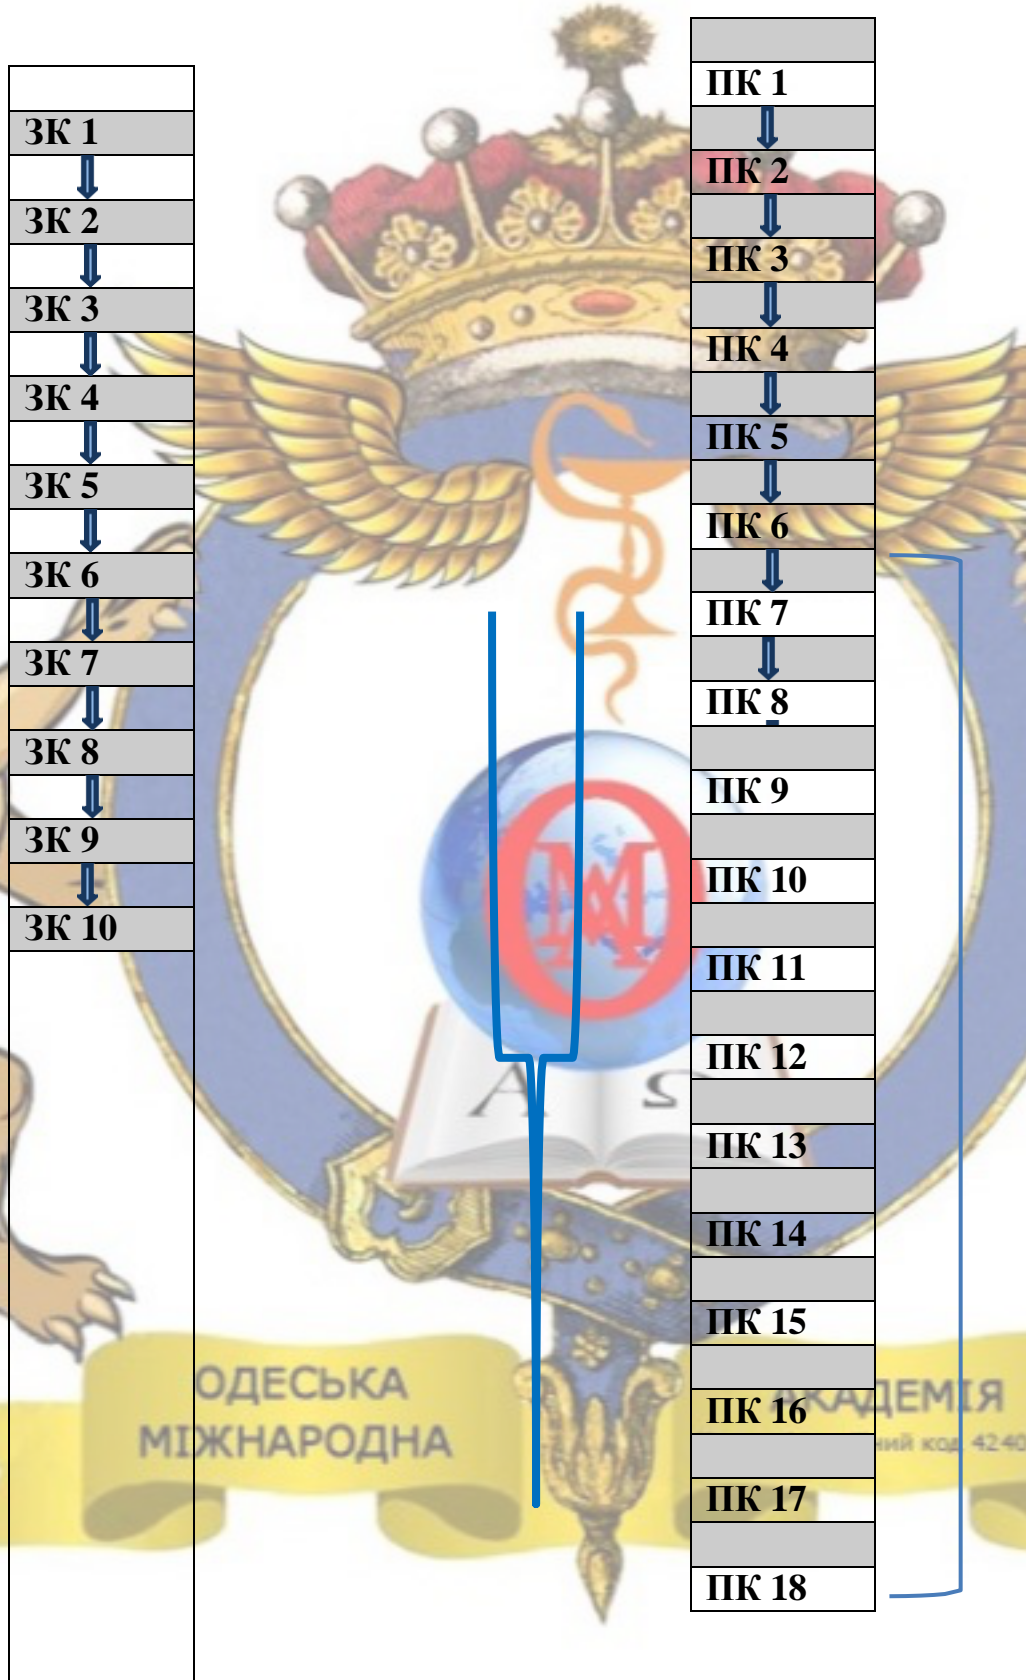 ЗК 1
ЗК 2
ЗК 3
ЗК 4
ЗК 5
ЗК 6
ЗК 7
ЗК 8
ЗК 9
ЗК 10
ПК 1
ПК 2
ПК 3
ПК 4
ПК 5
ПК 6
ПК 7
ПК 8
ПК 9
ПК 10
ПК 11
ПК 12
ПК 13
ПК 14
ПК 15
ПК 16
ПК 17
ПК 18
ОДЕСЬКА
МІЖНАРОДНА
АКАДЕМІЯ
код 4240